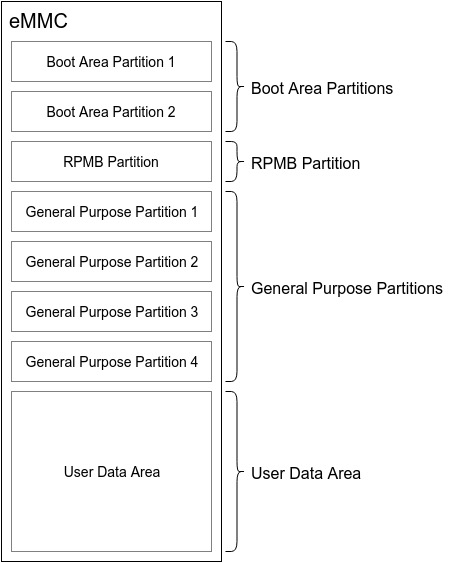 eMMC
Boot Area Partition 1
Boot Area Partition 2
Boot Area Partitions
RPMB Partition
RPMB Partition
General Purpose Partition 1
General Purpose Partition 2
General Purpose Partition 3
General Purpose Partition 4
General Purpose Partitions
User Data Area
User Data Area